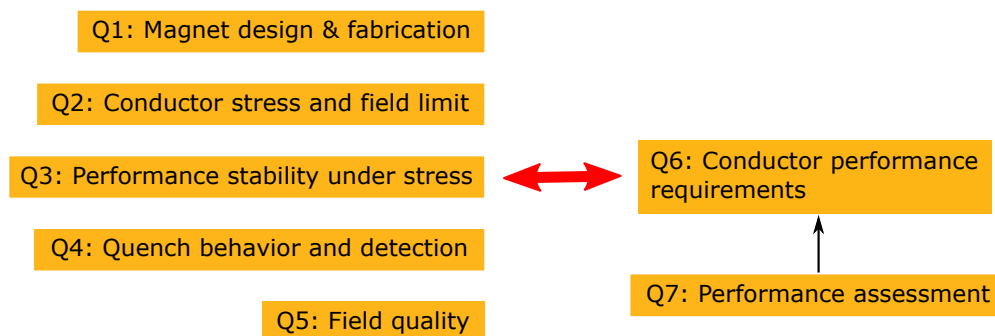 Q1: Magnet design & fabrication
Q2: Conductor stress and field limit
Q3: Performance stability under stress
Q4: Quench behavior and detection
Q5: Field quality
Q6: Conductor performance
requirements
Q7: Performance assessment